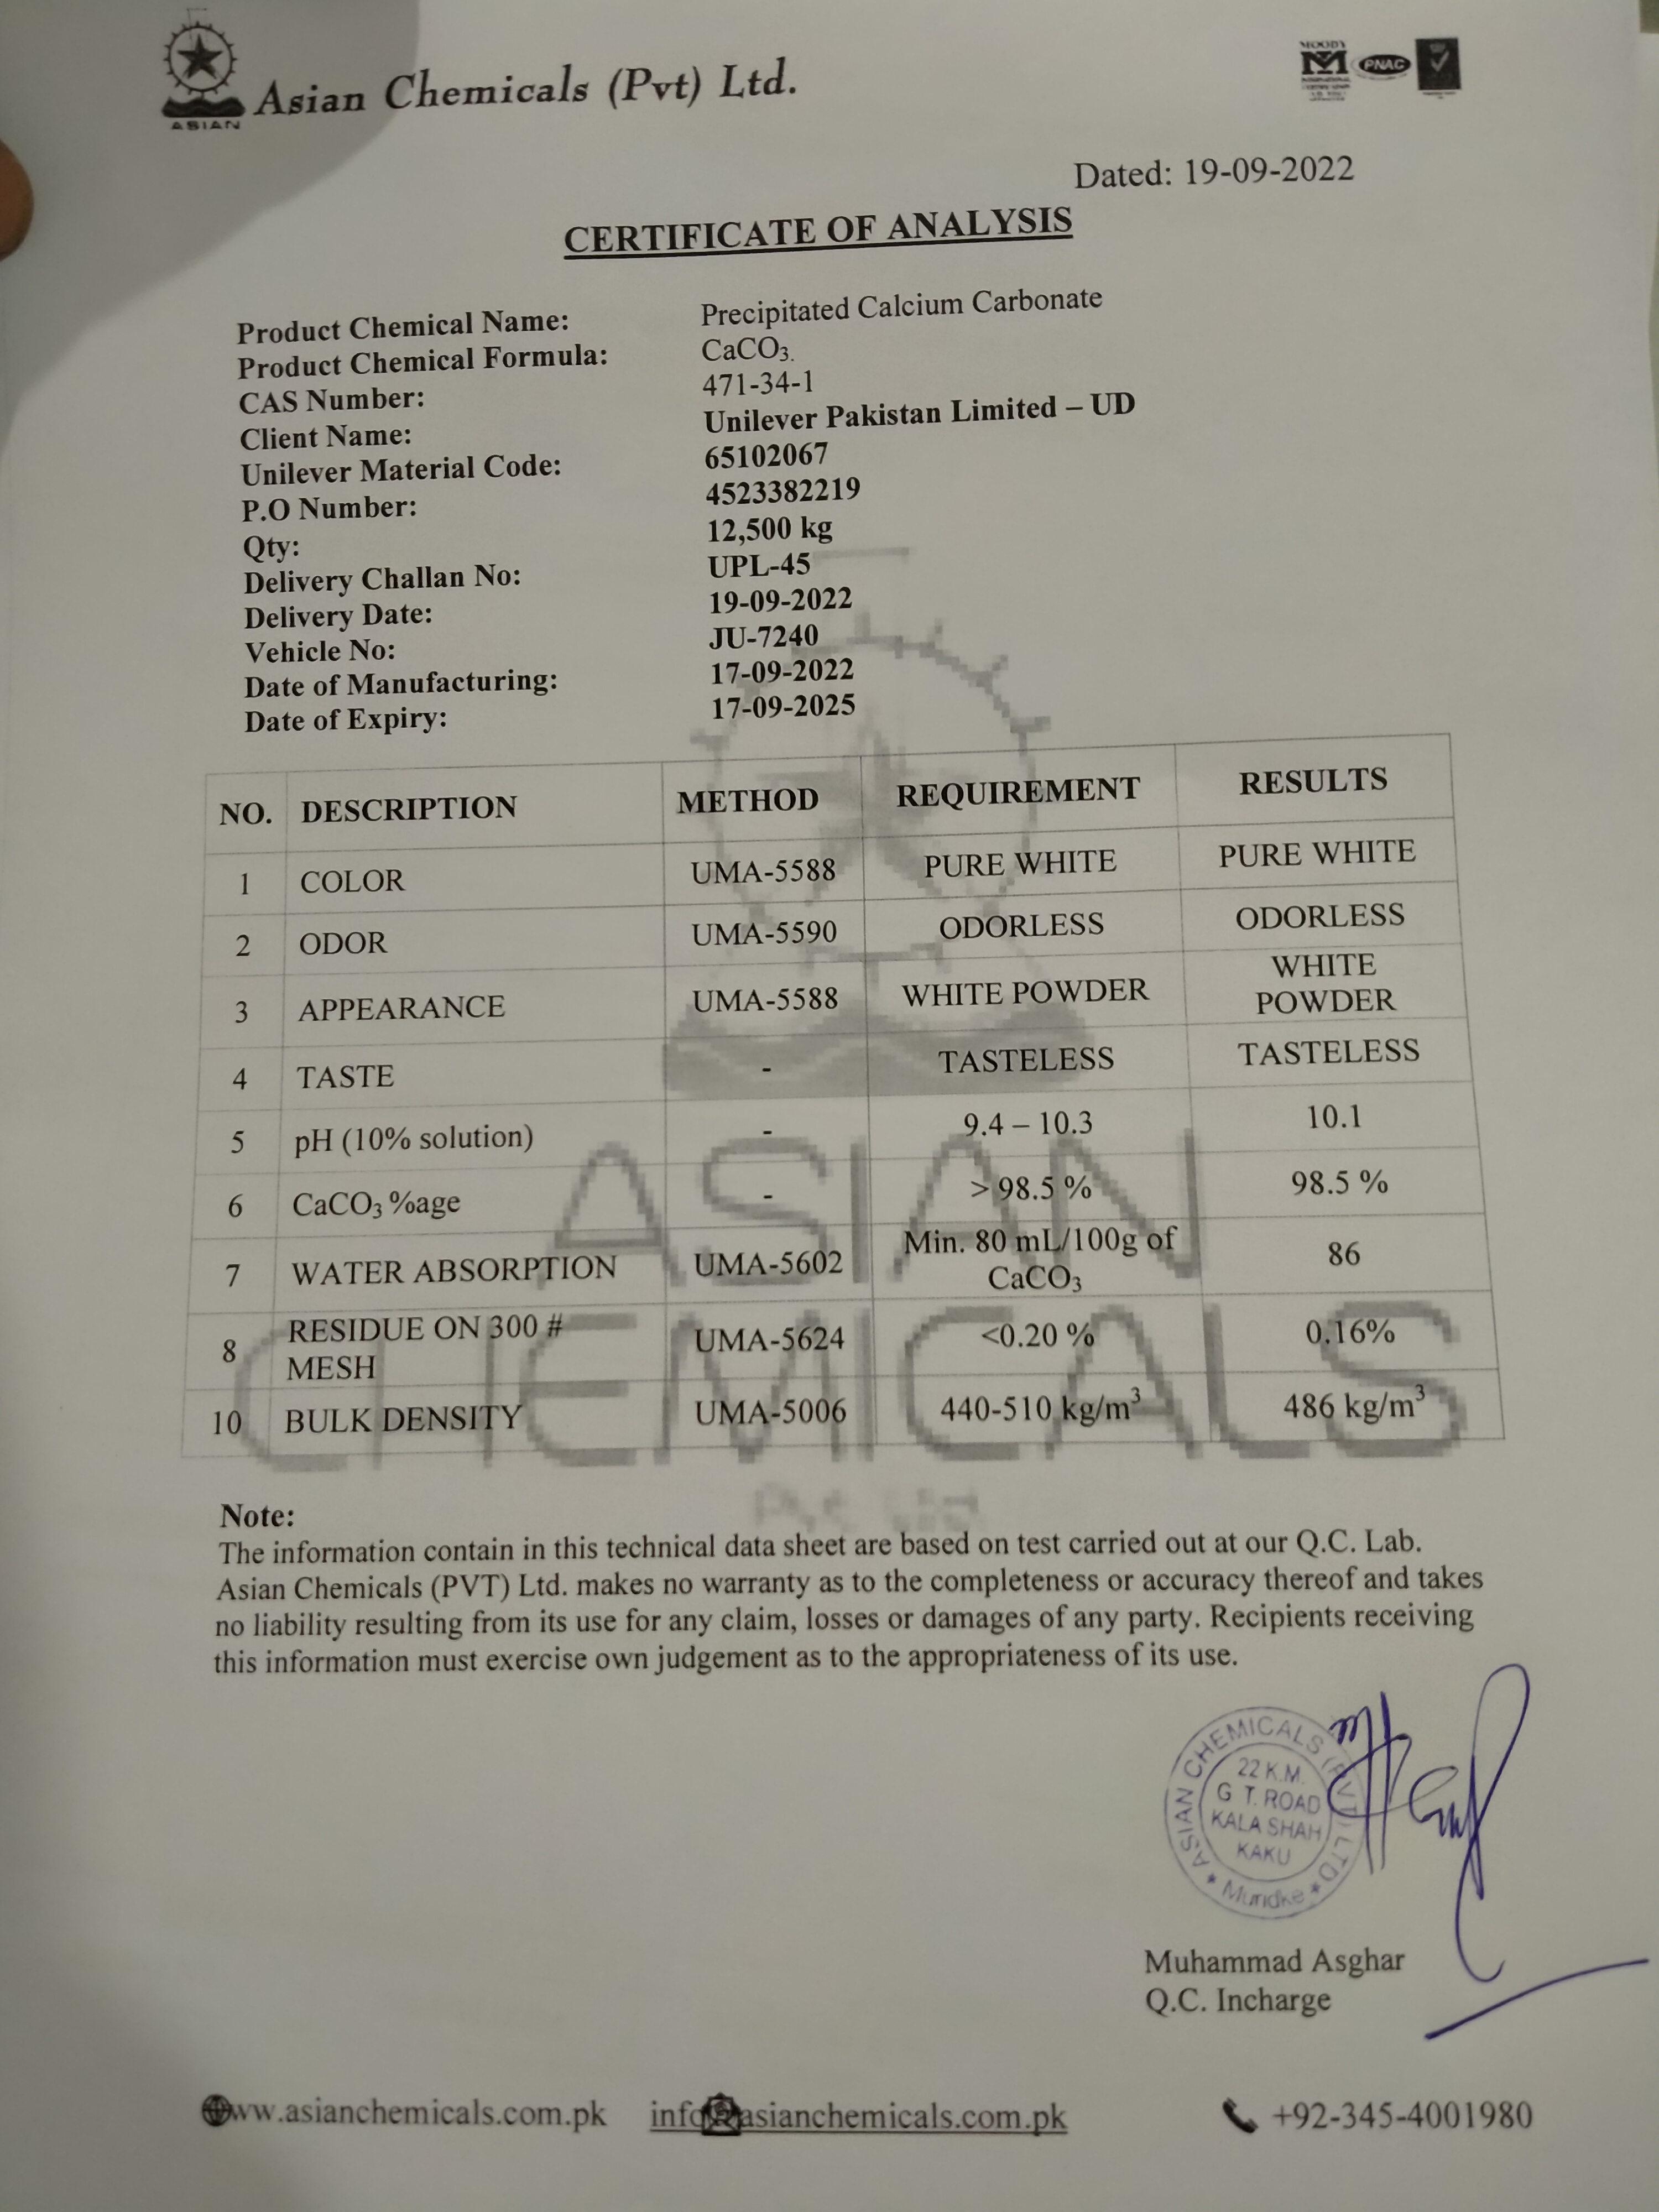 ASIAN
Asian Chemicals (Pvt) Ltd.
MOODY
PNAC
Dated: 19-09-2022
CERTIFICATE OF ANALYSIS
Product Chemical Name: Precipitated Calcium Carbonate
Product Chemical Formula: CaCO3.
CAS Number: 471-34-1
Client Name: Unilever Pakistan Limited – UD
Unilever Material Code: 65102067
P.O Number: 4523382219
Qty: 12,500 kg
Delivery Challan No: UPL-45
Delivery Date: 19-09-2022
Vehicle No: JU-7240
Date of Manufacturing: 17-09-2022
Date of Expiry: 17-09-2025
NO. DESCRIPTION METHOD REQUIREMENT RESULTS
1 COLOR UMA-5588 PURE WHITE PURE WHITE
2 ODOR UMA-5590 ODORLESS ODORLESS
3 APPEARANCE UMA-5588 WHITE POWDER WHITE POWDER
4 TASTE - TASTELESS TASTELESS
5 pH (10% solution) - 9.4 – 10.3 10.1
6 CaCO3 %age - > 98.5 % 98.5 %
7 WATER ABSORPTION UMA-5602 Min. 80 mL/100g of CaCO3 86
8 RESIDUE ON 300 # MESH UMA-5624 <0.20 % 0.16%
10 BULK DENSITY UMA-5006 440-510 kg/m3 486 kg/m3
ASIAN
CHEMICALS
Pvt. Ltd
Note:
The information contain in this technical data sheet are based on test carried out at our Q.C. Lab.
Asian Chemicals (PVT) Ltd. makes no warranty as to the completeness or accuracy thereof and takes
no liability resulting from its use for any claim, losses or damages of any party. Recipients receiving
this information must exercise own judgement as to the appropriateness of its use.
ASIAN CHEMICALS (PVT) LTD
22 K.M.
G T. ROAD
KALA SHAH
KAKU
* Muridke *
Muhammad Asghar
Q.C. Incharge
www.asianchemicals.com.pk info@asianchemicals.com.pk +92-345-4001980